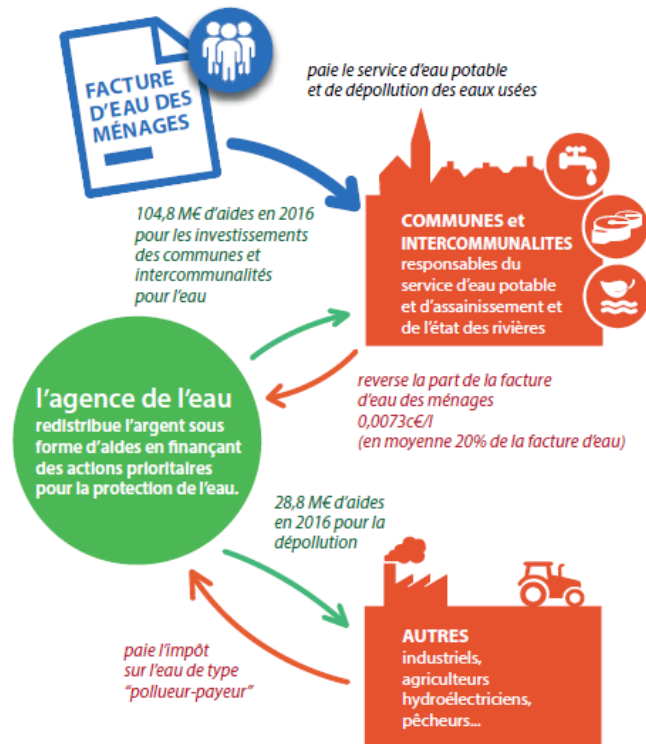 FACTURE
D'EAU DES
MÉNAGES
paie le service d'eau potable
et de dépollution des eaux usées
104,8 M€ d'aides en 2016
pour les investissements
des communes et
intercommunalités
pour l'eau
COMMUNES et
INTERCOMMUNALITES
responsables du
service d'eau potable
et d'assainissement et
de l'état des rivières
l'agence de l'eau
redistribue l'argent sous
forme d'aides en finançant
des actions prioritaires
pour la protection de l'eau.
reverse la part de la facture
d'eau des ménages
0,0073c€/l
(en moyenne 20% de la facture d'eau)
28,8 M€ d'aides
en 2016 pour la
dépollution
paie l'impôt
sur l'eau de type
"pollueur-payeur"
AUTRES
industriels,
agriculteurs
hydroélectriciens,
pêcheurs...